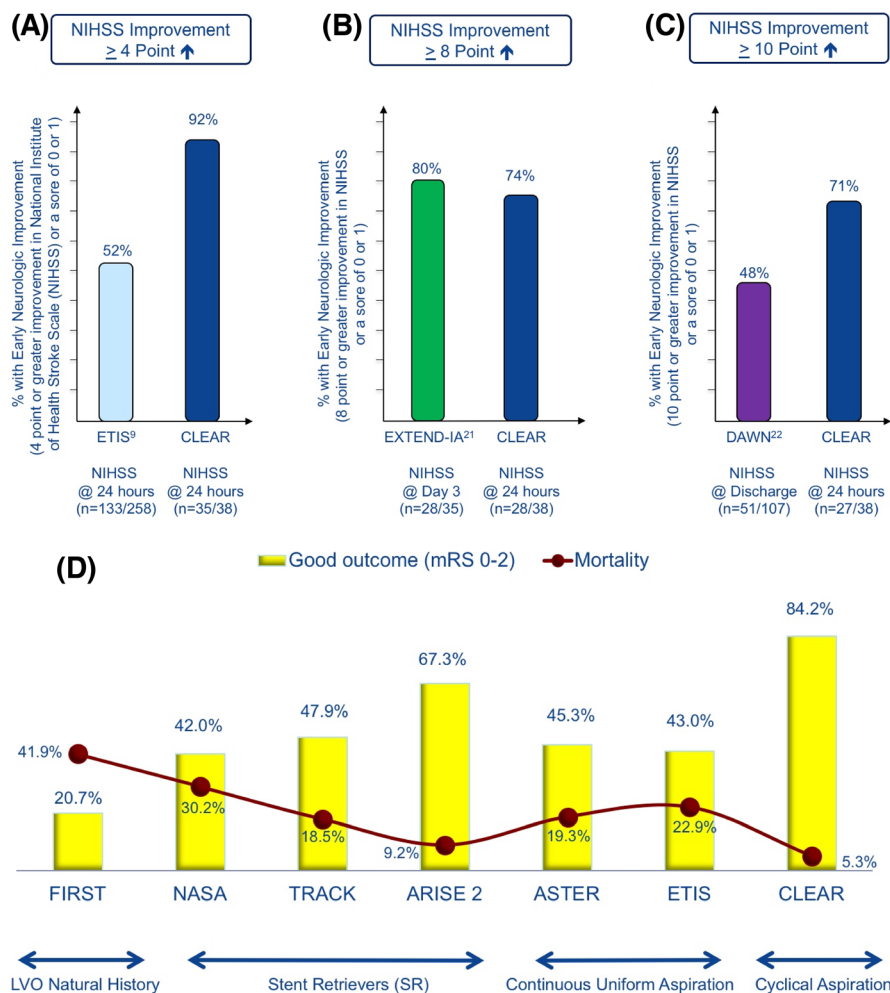 (A)
NIHSS Improvement
≥ 4 Point ↑
% with Early Neurologic Improvement
(4 point or greater improvement in National Institute
of Health Stroke Scale (NIHSS) or a sore of 0 or 1)
92%
52%
ETIS⁹
CLEAR
NIHSS
@ 24 hours
(n=133/258)
NIHSS
@ 24 hours
(n=35/38)
(B)
NIHSS Improvement
≥ 8 Point ↑
% with Early Neurologic Improvement
(8 point or greater improvement in NIHSS
or a sore of 0 or 1)
80%
74%
EXTEND-IA²¹
CLEAR
NIHSS
@ Day 3
(n=28/35)
NIHSS
@ 24 hours
(n=28/38)
(C)
NIHSS Improvement
≥ 10 Point ↑
% with Early Neurologic Improvement
(10 point or greater improvement in NIHSS
or a sore of 0 or 1)
48%
71%
DAWN²²
CLEAR
NIHSS
@ Discharge
(n=51/107)
NIHSS
@ 24 hours
(n=27/38)
(D)
Good outcome (mRS 0-2)
Mortality
84.2%
67.3%
47.9%
45.3%
42.0%
43.0%
41.9%
20.7%
30.2%
18.5%
9.2%
19.3%
22.9%
5.3%
FIRST
NASA
TRACK
ARISE 2
ASTER
ETIS
CLEAR
LVO Natural History
Stent Retrievers (SR)
Continuous Uniform Aspiration
Cyclical Aspiration